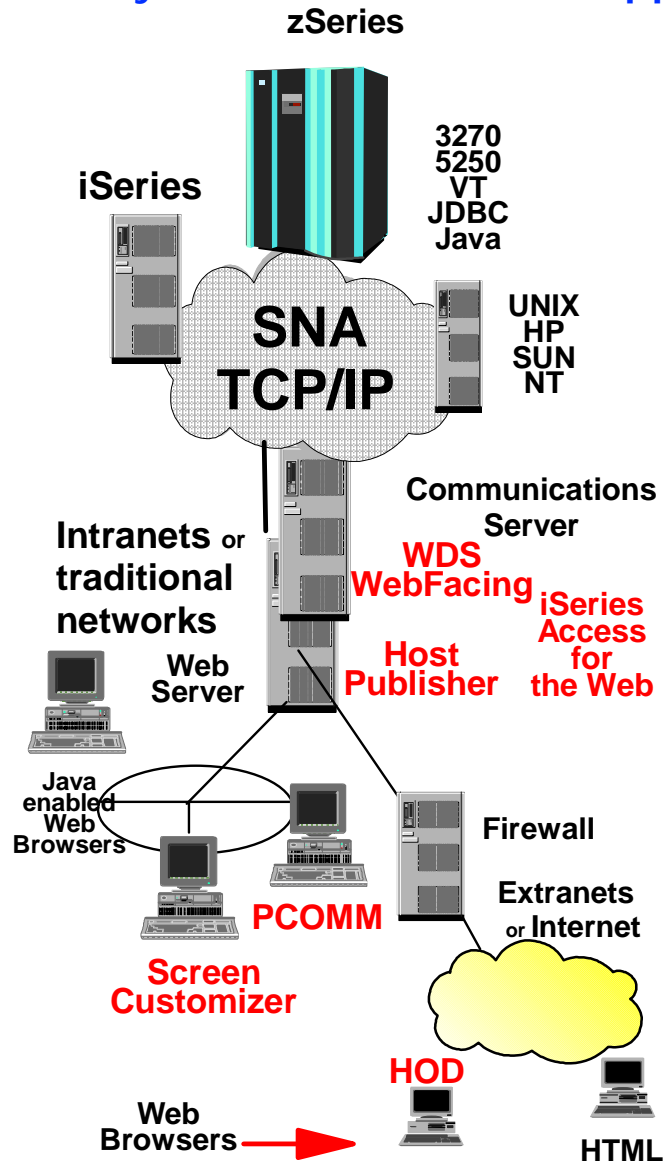 zSeries
3270
5250
VT
JDBC
Java
iSeries
SNA
TCP/IP
UNIX
HP
SUN
NT
Communications
Server
Intranets or
traditional
networks
WDS
WebFacing
iSeries
Access
for
the Web
Web
Server
Host
Publisher
Java
enabled
Web
Browsers
Firewall
PCOMM
Extranets
or Internet
Screen
Customizer
HOD
Web
Browsers
HTML